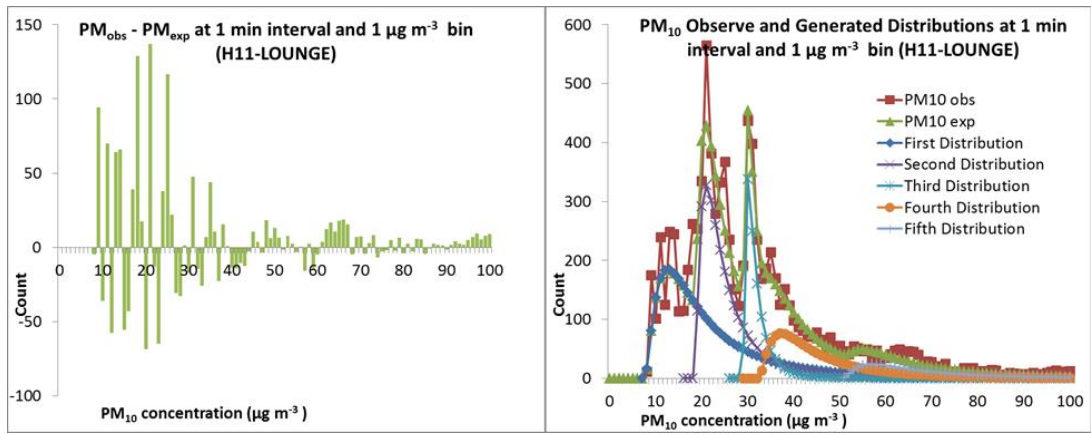 PM₁₀ obs - PMexp at 1 min interval and 1 µg m⁻³ bin
(H11-LOUNGE)
150
100
50
0
-50
-100
Count
0 10 20 30 40 50 60 70 80 90 100
PM₁₀ concentration (µg m⁻³)
PM₁₀ Observe and Generated Distributions at 1 min
interval and 1 µg m⁻³ bin (H11-LOUNGE)
600
500
400
300
200
100
0
Count
PM10 obs
PM10 exp
First Distribution
Second Distribution
Third Distribution
Fourth Distribution
Fifth Distribution
0 10 20 30 40 50 60 70 80 90 100
PM₁₀ concentration (µg m⁻³)